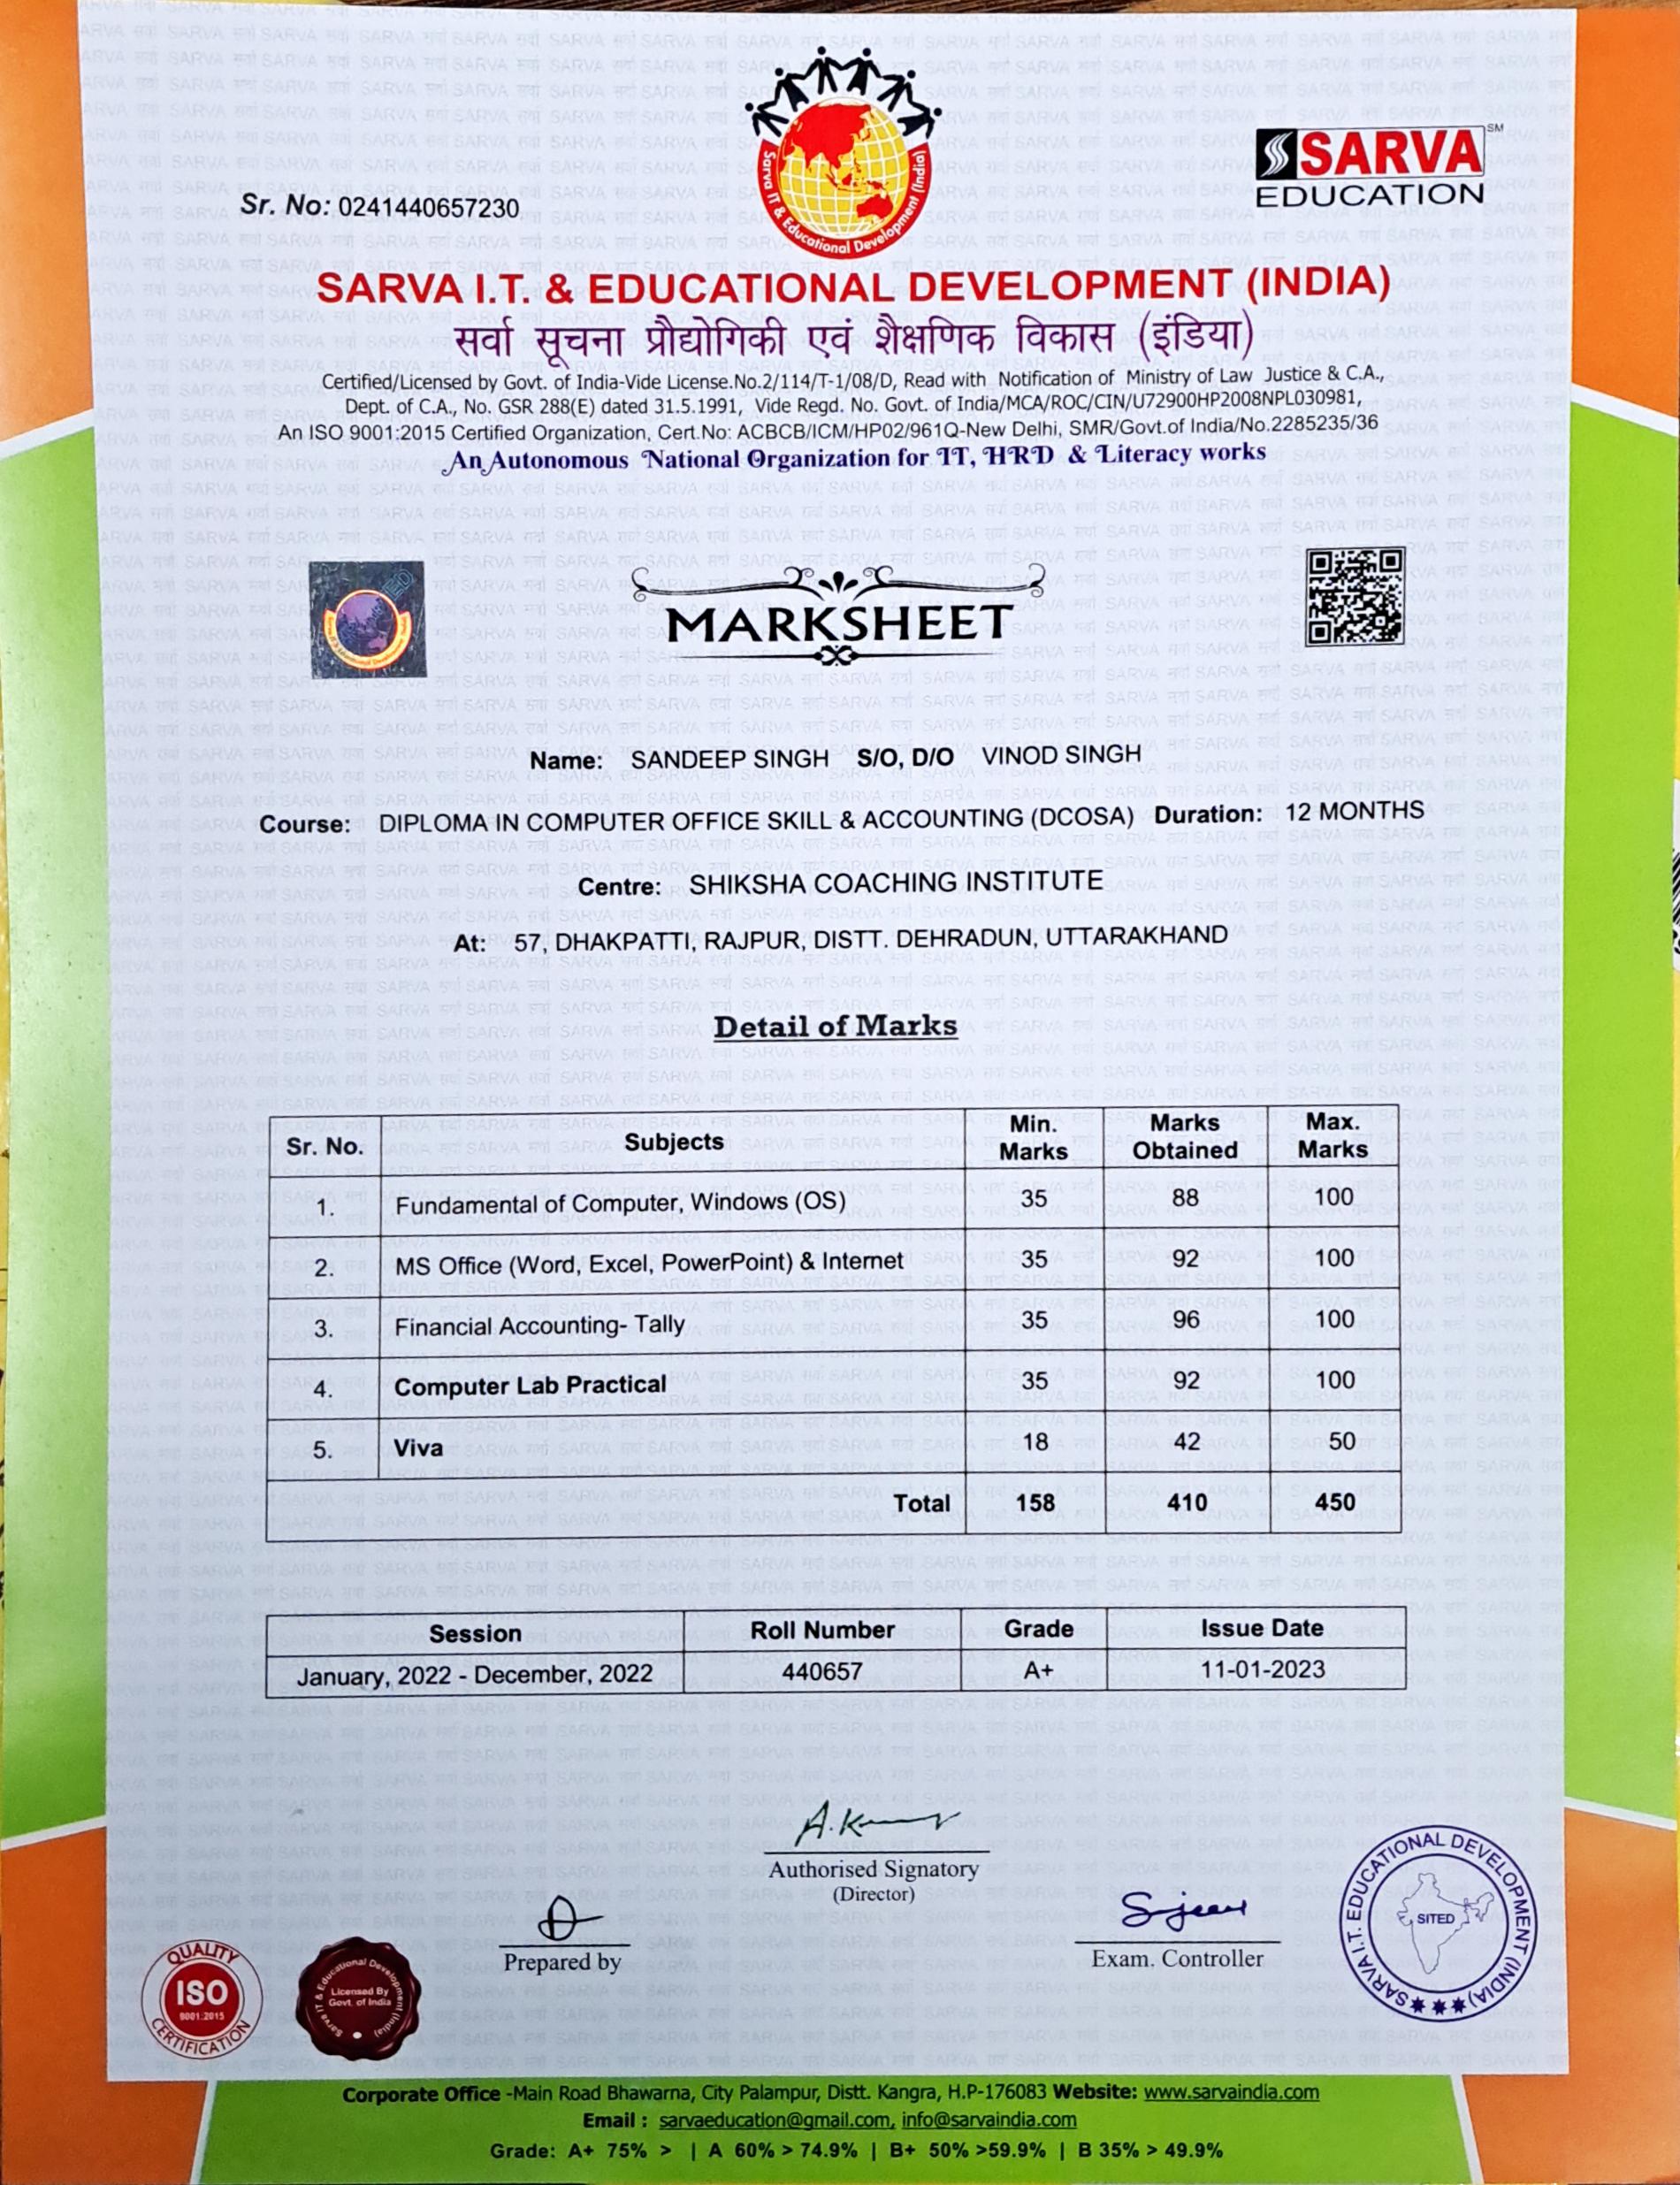 Sarva IT & Educational Development (India)
SARVA SM
EDUCATION
Sr. No: 0241440657230
SARVA I.T. & EDUCATIONAL DEVELOPMENT (INDIA)
सर्वा सूचना प्रौद्योगिकी एवं शैक्षणिक विकास (इंडिया)
Certified/Licensed by Govt. of India-Vide License.No.2/114/T-1/08/D, Read with Notification of Ministry of Law Justice & C.A.,
Dept. of C.A., No. GSR 288(E) dated 31.5.1991, Vide Regd. No. Govt. of India/MCA/ROC/CIN/U72900HP2008NPL030981,
An ISO 9001:2015 Certified Organization, Cert.No: ACBCB/ICM/HP02/961Q-New Delhi, SMR/Govt.of India/No.2285235/36
An Autonomous National Organization for IT, HRD & Literacy works
MARKSHEET
Name: SANDEEP SINGH S/O, D/O VINOD SINGH
Course: DIPLOMA IN COMPUTER OFFICE SKILL & ACCOUNTING (DCOSA) Duration: 12 MONTHS
Centre: SHIKSHA COACHING INSTITUTE
At: 57, DHAKPATTI, RAJPUR, DISTT. DEHRADUN, UTTARAKHAND
Detail of Marks
Sr. No. Subjects Min. Marks Marks Obtained Max. Marks
1. Fundamental of Computer, Windows (OS) 35 88 100
2. MS Office (Word, Excel, PowerPoint) & Internet 35 92 100
3. Financial Accounting- Tally 35 96 100
4. Computer Lab Practical 35 92 100
5. Viva 18 42 50
Total 158 410 450
Session Roll Number Grade Issue Date
January, 2022 - December, 2022 440657 A+ 11-01-2023
A.Kumar
Authorised Signatory
(Director)
Prepared by
Exam. Controller
QUALITY
ISO
9001:2015
CERTIFICATION
Sarva IT & Educational Development (India)
Licensed By
Govt. of India
SARVA I.T. EDUCATIONAL DEVELOPMENT (INDIA)
SITED
Corporate Office -Main Road Bhawarna, City Palampur, Distt. Kangra, H.P-176083 Website: www.sarvaindia.com
Email : sarvaeducation@gmail.com, info@sarvaindia.com
Grade: A+ 75% > | A 60% > 74.9% | B+ 50% >59.9% | B 35% > 49.9%